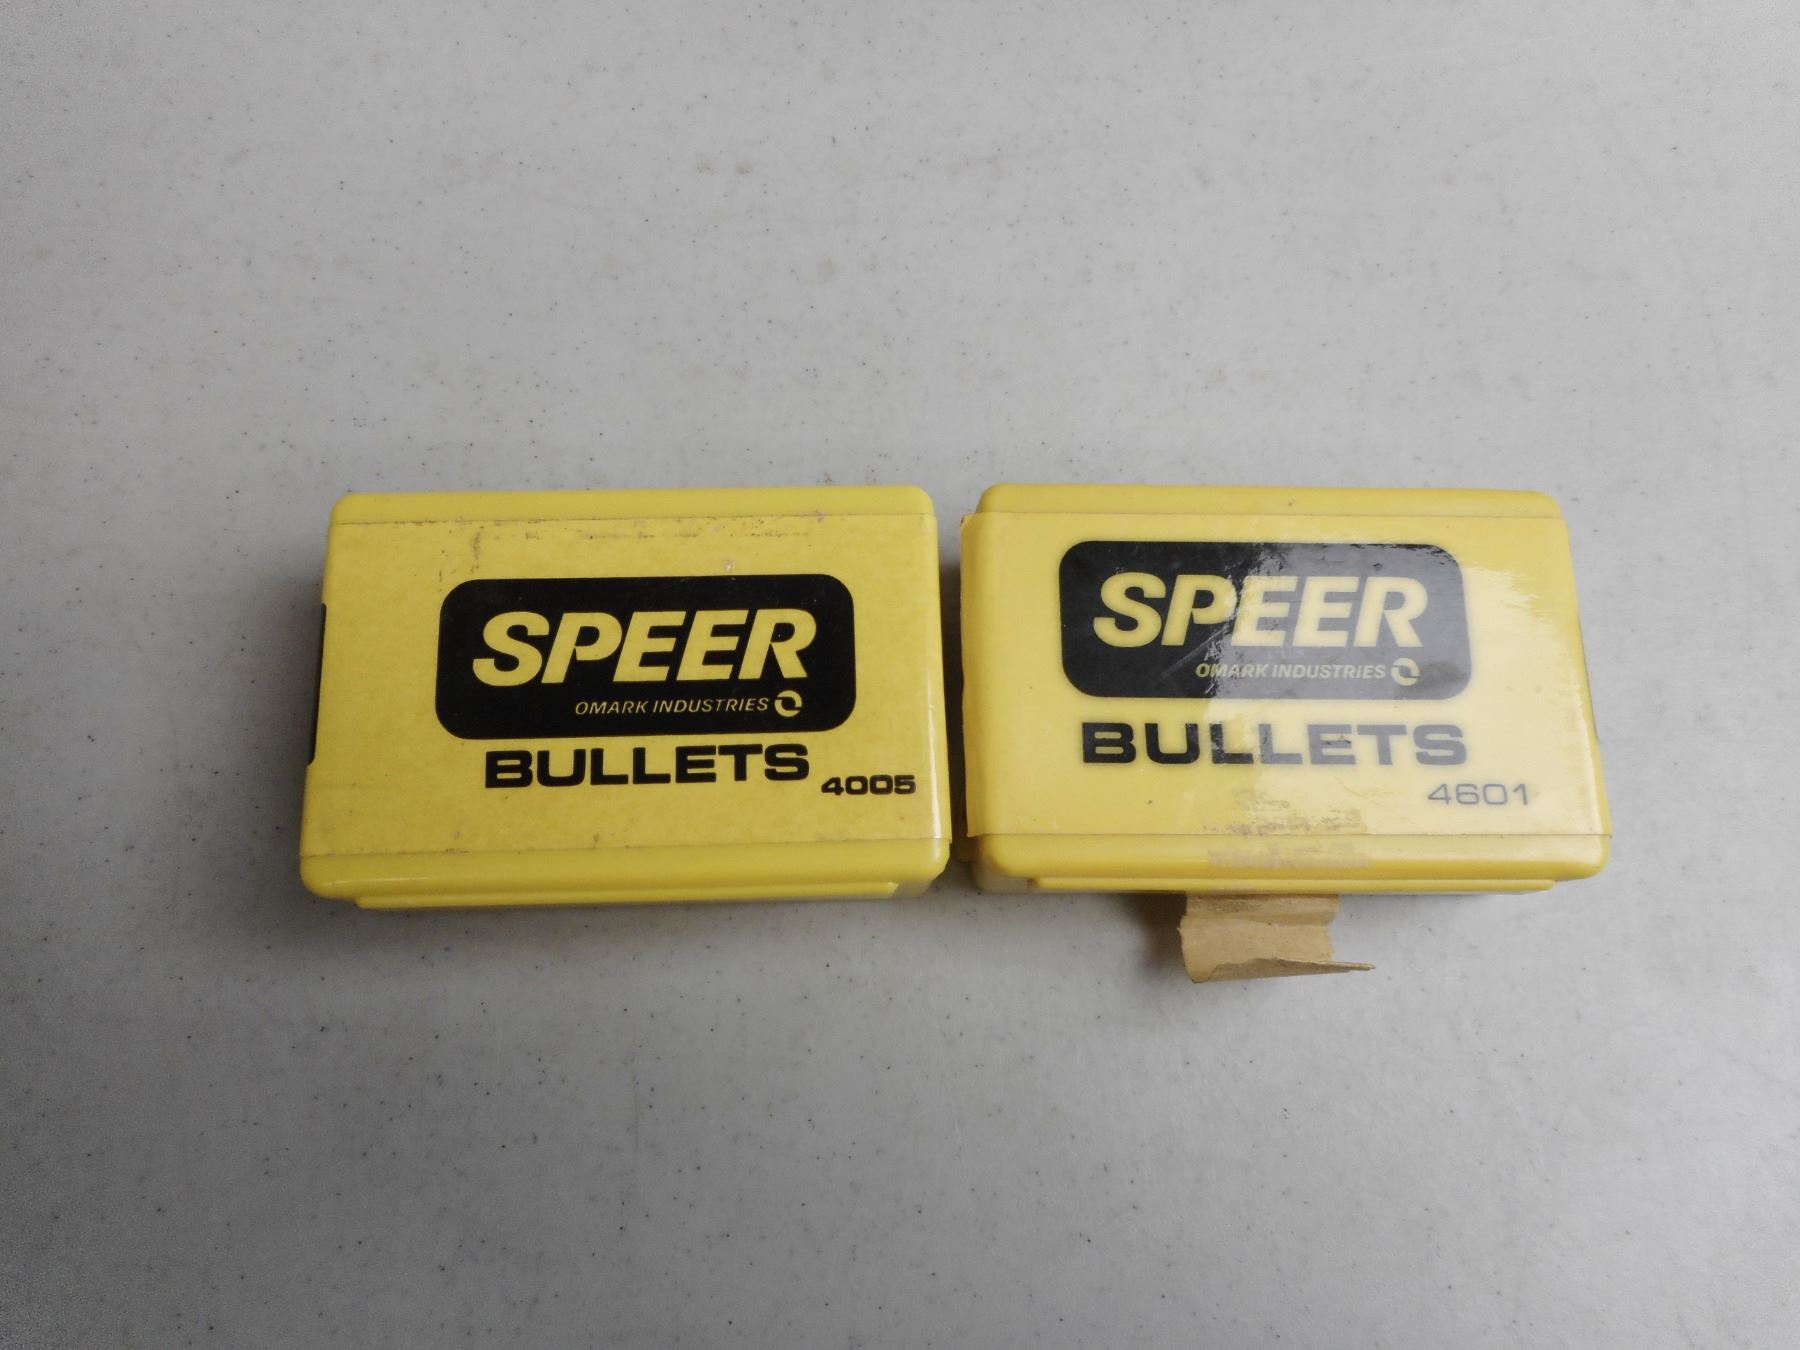 SPEER
OMARK INDUSTRIES
BULLETS
4005
SPEER
OMARK INDUSTRIES
BULLETS
4601